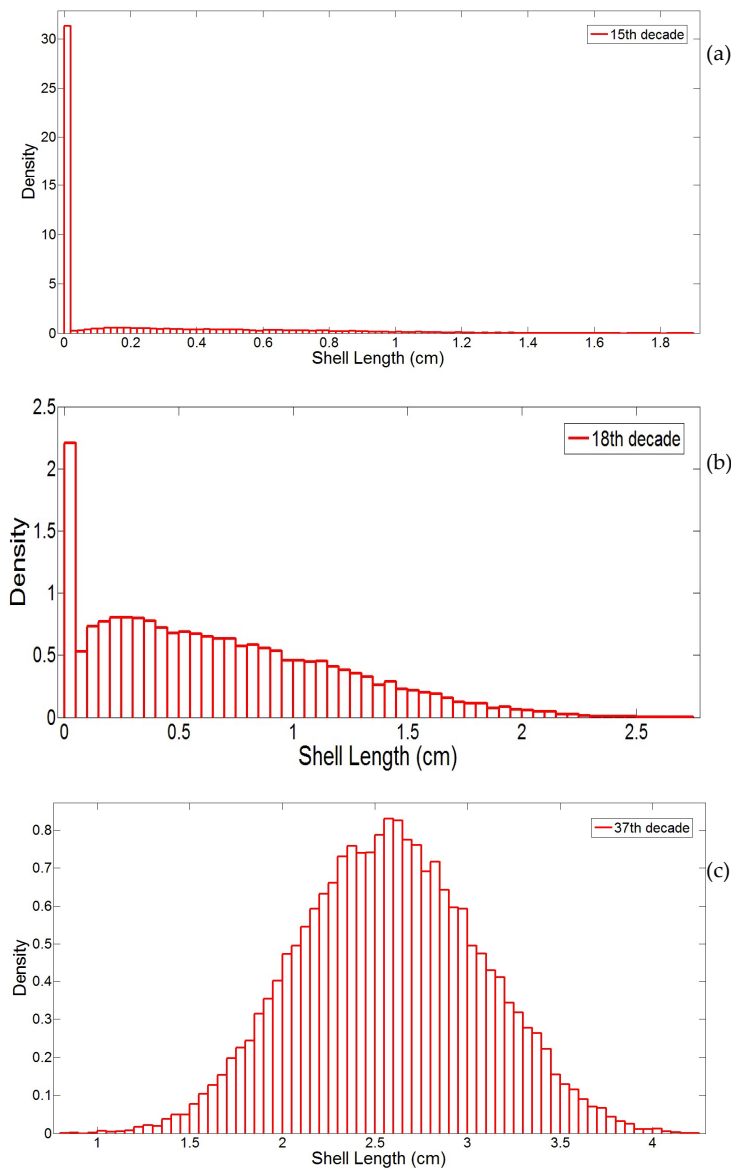 30
25
20
15
10
5
0
Density
15th decade
(a)
0 0.2 0.4 0.6 0.8 1 1.2 1.4 1.6 1.8
Shell Length (cm)
2.5
2
1.5
1
0.5
0
Density
18th decade
(b)
0 0.5 1 1.5 2 2.5
Shell Length (cm)
0.8
0.7
0.6
0.5
0.4
0.3
0.2
0.1
0
Density
37th decade
(c)
1 1.5 2 2.5 3 3.5 4
Shell Length (cm)